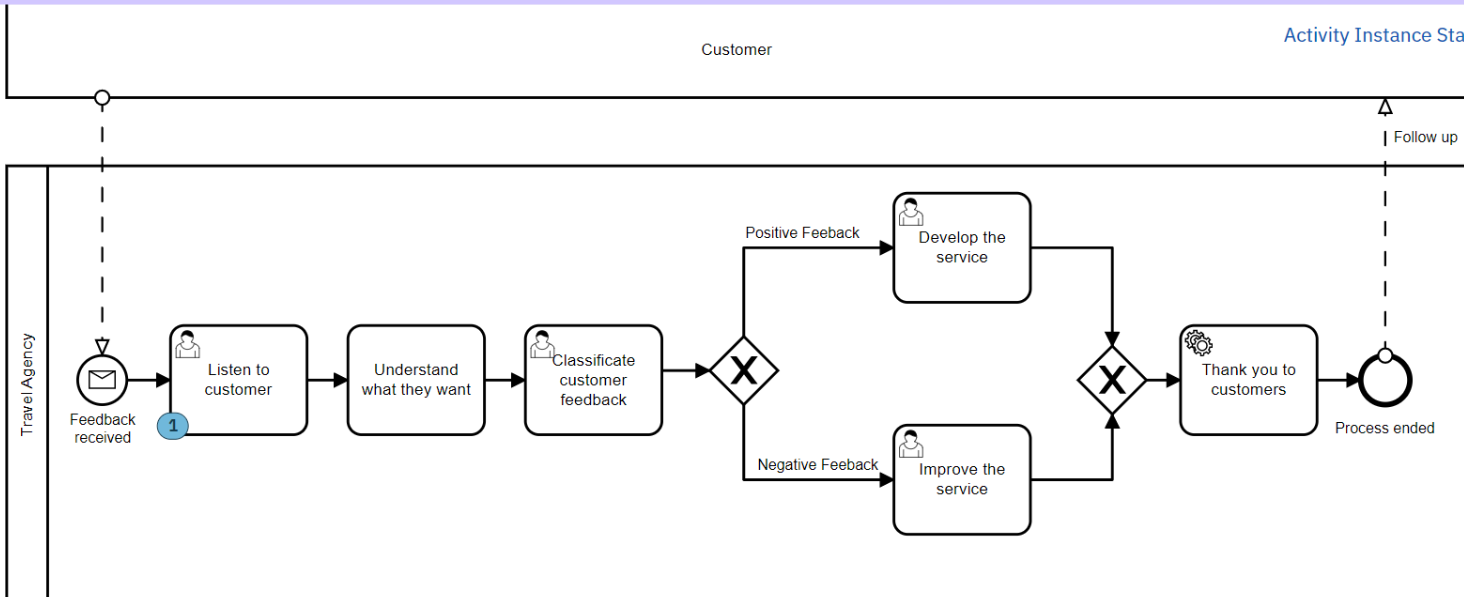 Activity Instance Sta
Customer
Follow up
Positive Feeback
Develop the
service
Travel Agency
Feedback
received
Listen to
customer
1
Understand
what they want
Classificate
customer
feedback
X
Negative Feeback
Improve the
service
X
Thank you to
customers
Process ended